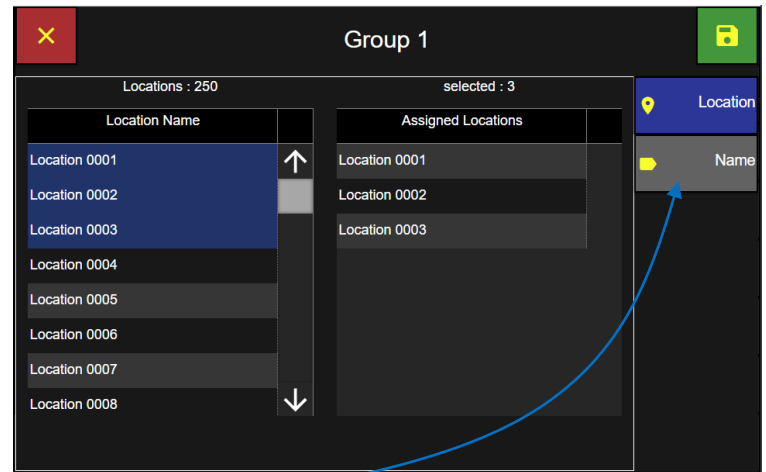 Group 1
Locations : 250
selected : 3
Location
Location Name
Assigned Locations
Name
Location 0001
Location 0002
Location 0003
Location 0004
Location 0005
Location 0006
Location 0007
Location 0008
Location 0001
Location 0002
Location 0003